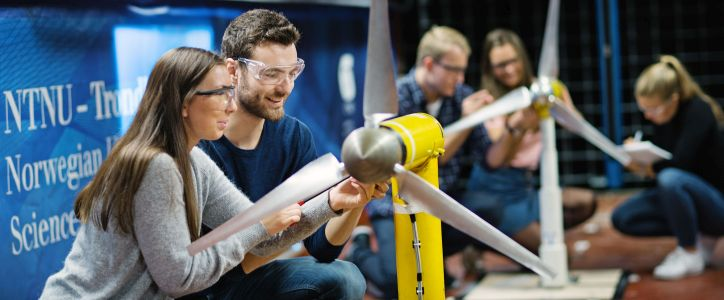 NTNU – Trond
Norwegian
Science